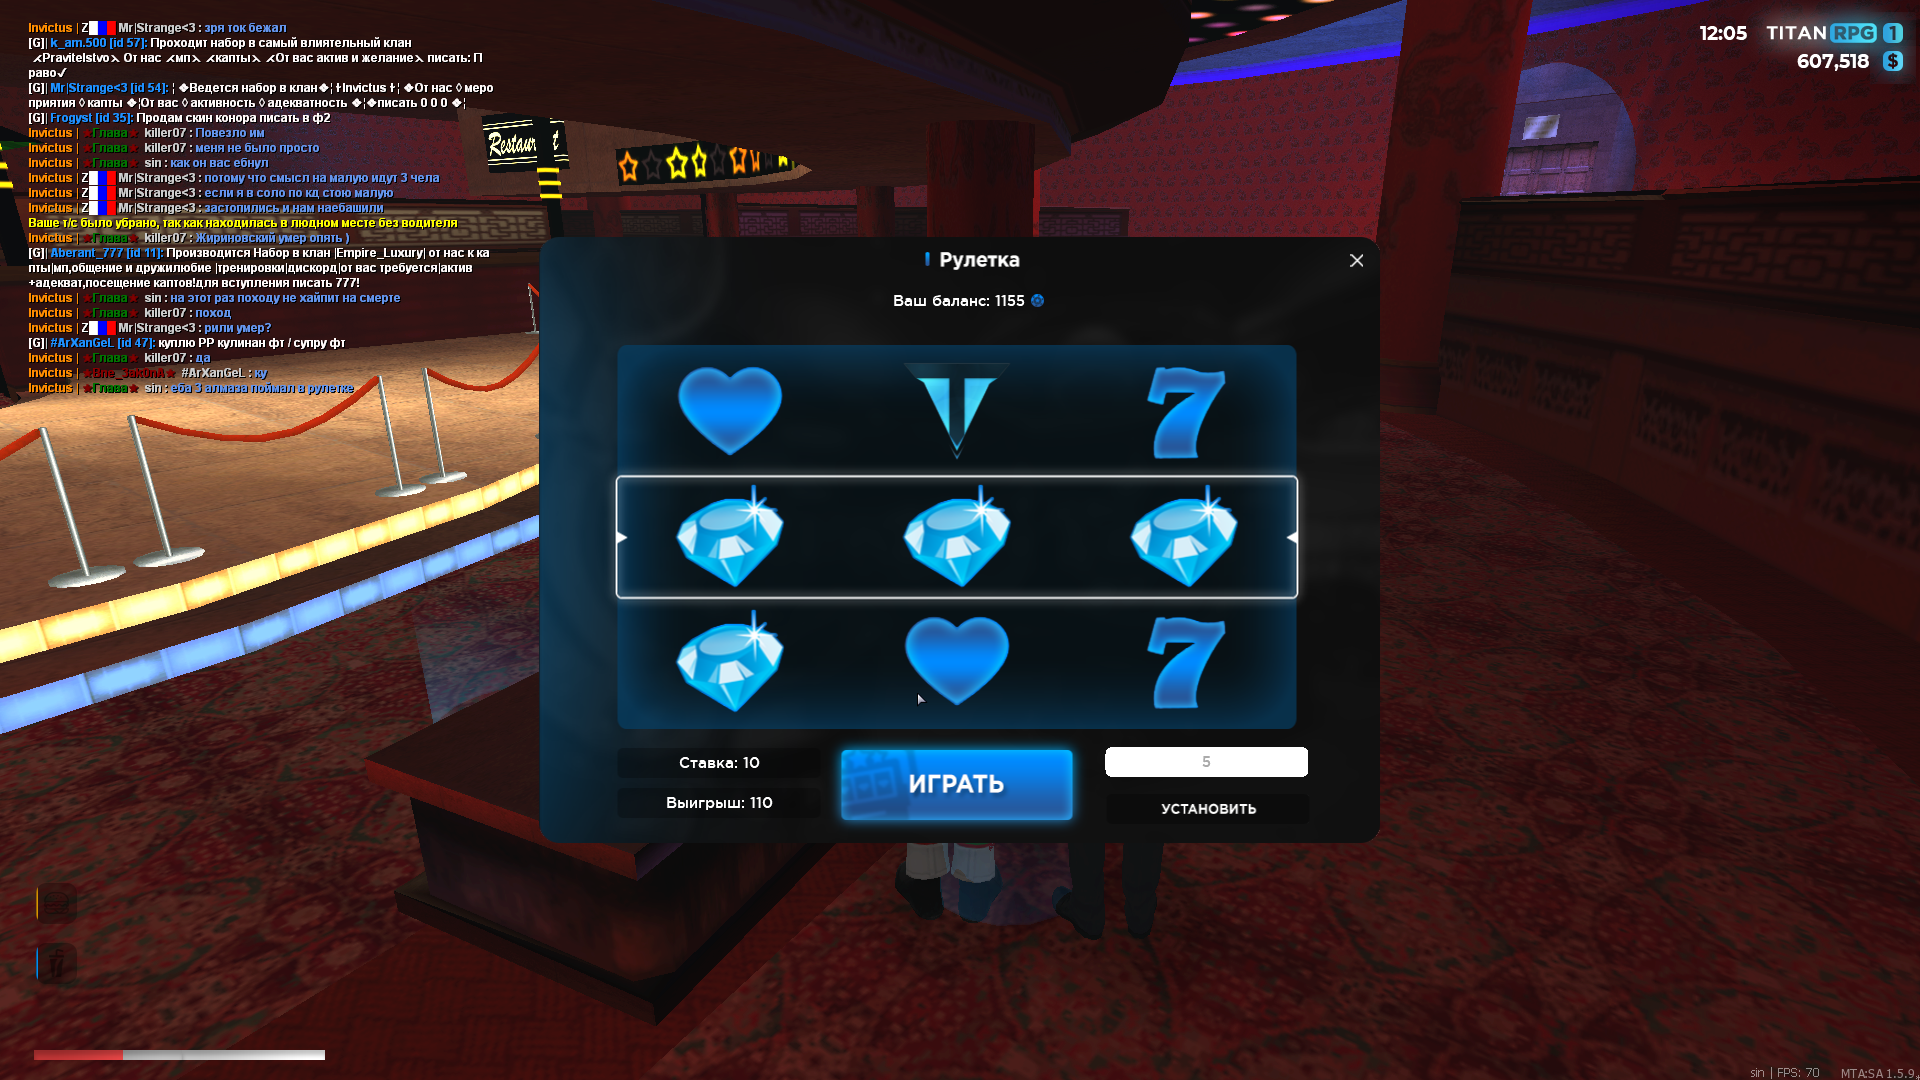 Invictus | Z Mr|Strange<3 : зря ток бежал
[G]| k_am.500 [id 57]: Проходит набор в самый влиятельный клан
Pravitelstvo От нас мп капты От вас актив и желание писать: П
раво✓
[G]| Mr|Strange<3 [id 54]: ¦ ❖Ведется набор в клан❖¦ †Invictus †¦ ❖От нас ◊ меро
приятия ◊ капты ❖¦От вас ◊ активность ◊ адекватность ❖¦❖писать 0 0 0 ❖¦
[G]| Frogyst [id 35]: Продам скин конора писать в ф2
Invictus | ★Глава★ killer07 : Повезло им
Invictus | ★Глава★ killer07 : меня не было просто
Invictus | ★Глава★ sin : как он вас ебнул
Invictus | Z Mr|Strange<3 : потому что смысл на малую идут 3 чела
Invictus | Z Mr|Strange<3 : если я в соло по кд стою малую
Invictus | Z Mr|Strange<3 : застопились и нам наебашили
Ваше т/с было убрано, так как находилась в людном месте без водителя
Invictus | ★Глава★ killer07 : Жириновский умер опять )
[G]| Aberant_777 [id 11]: Производится Набор в клан |Empire_Luxury| от нас к ка
пты|мп,общение и дружилюбие |тренировки|дискорд|от вас требуется|актив
+адекват,посещение каптов!для вступления писать 777!
Invictus | ★Глава★ sin : на этот раз походу не хайпит на смерте
Invictus | ★Глава★ killer07 : поход
Invictus | Z Mr|Strange<3 : рили умер?
[G]| #ArXanGeL [id 47]: куплю РР кулинан фт / супру фт
Invictus | ★Глава★ killer07 : да
Invictus | ★Bne_3ak0nA★ #ArXanGeL : ку
Invictus | ★Глава★ sin : еба 3 алмаза поймал в рулетке
12:05 TITAN RPG 1
607,518 $
Restaur t
Рулетка
Ваш баланс: 1155
T 7
7
Ставка: 10
Выигрыш: 110
ИГРАТЬ
5
УСТАНОВИТЬ
sin | FPS: 70 MTA:SA 1.5.9